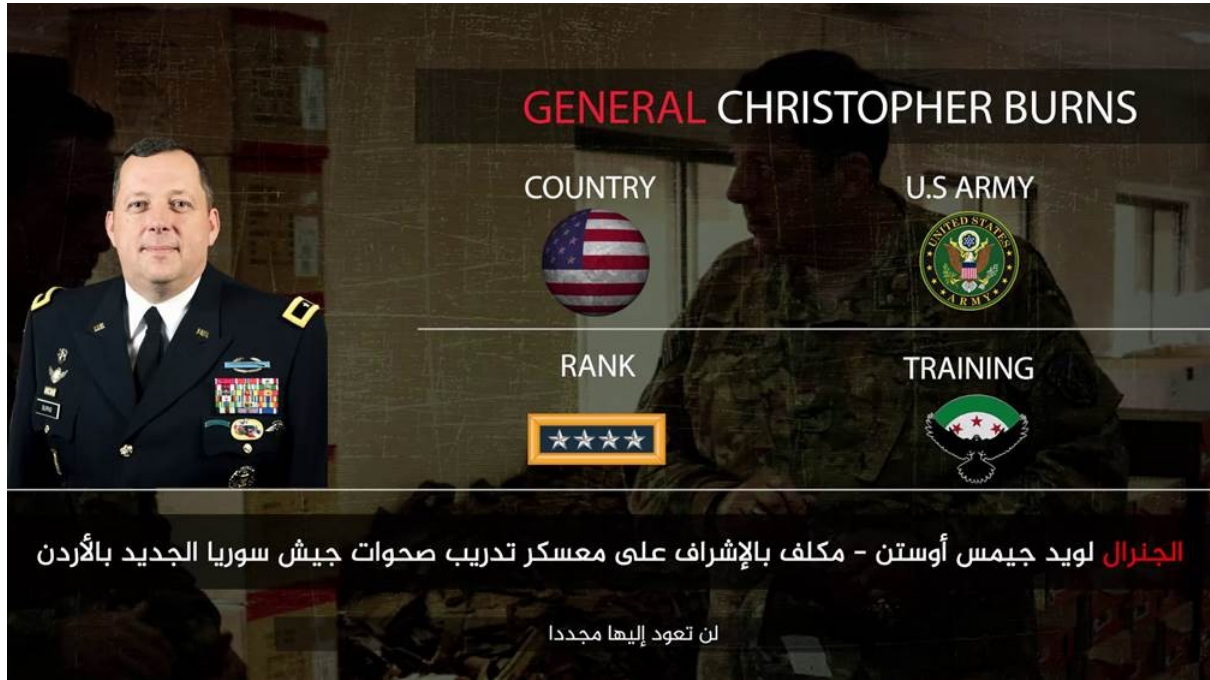 GENERAL CHRISTOPHER BURNS
COUNTRY
U.S ARMY
UNITED STATES
ARMY
RANK
TRAINING
الجنرال لويد جيمس أوستن - مكلف بالإشراف على معسكر تدريب صحوات جيش سوريا الجديد بالأردن
لن تعود إليها مجددا